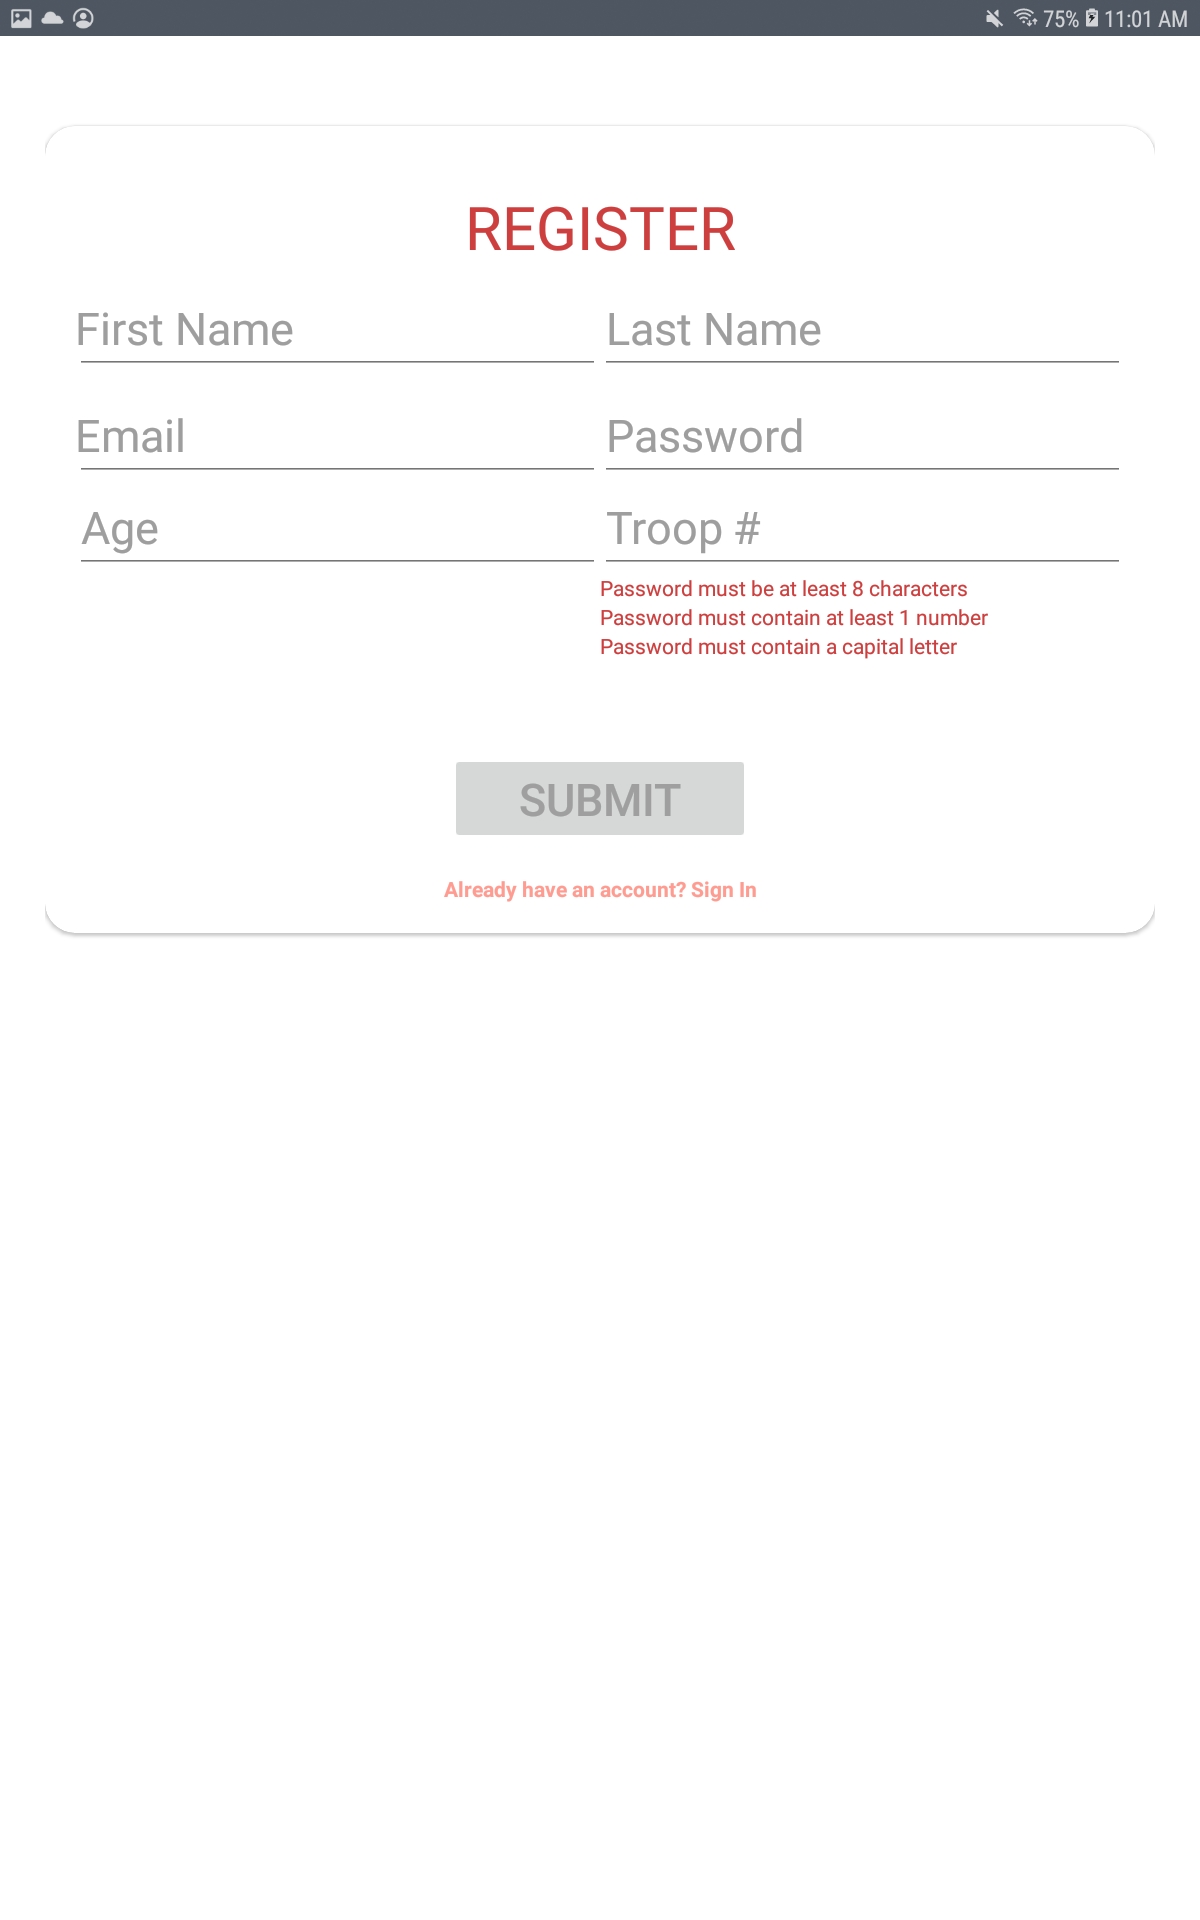 75% 11:01 AM
REGISTER
First Name Last Name
Email Password
Age Troop #
Password must be at least 8 characters
Password must contain at least 1 number
Password must contain a capital letter
SUBMIT
Already have an account? Sign In